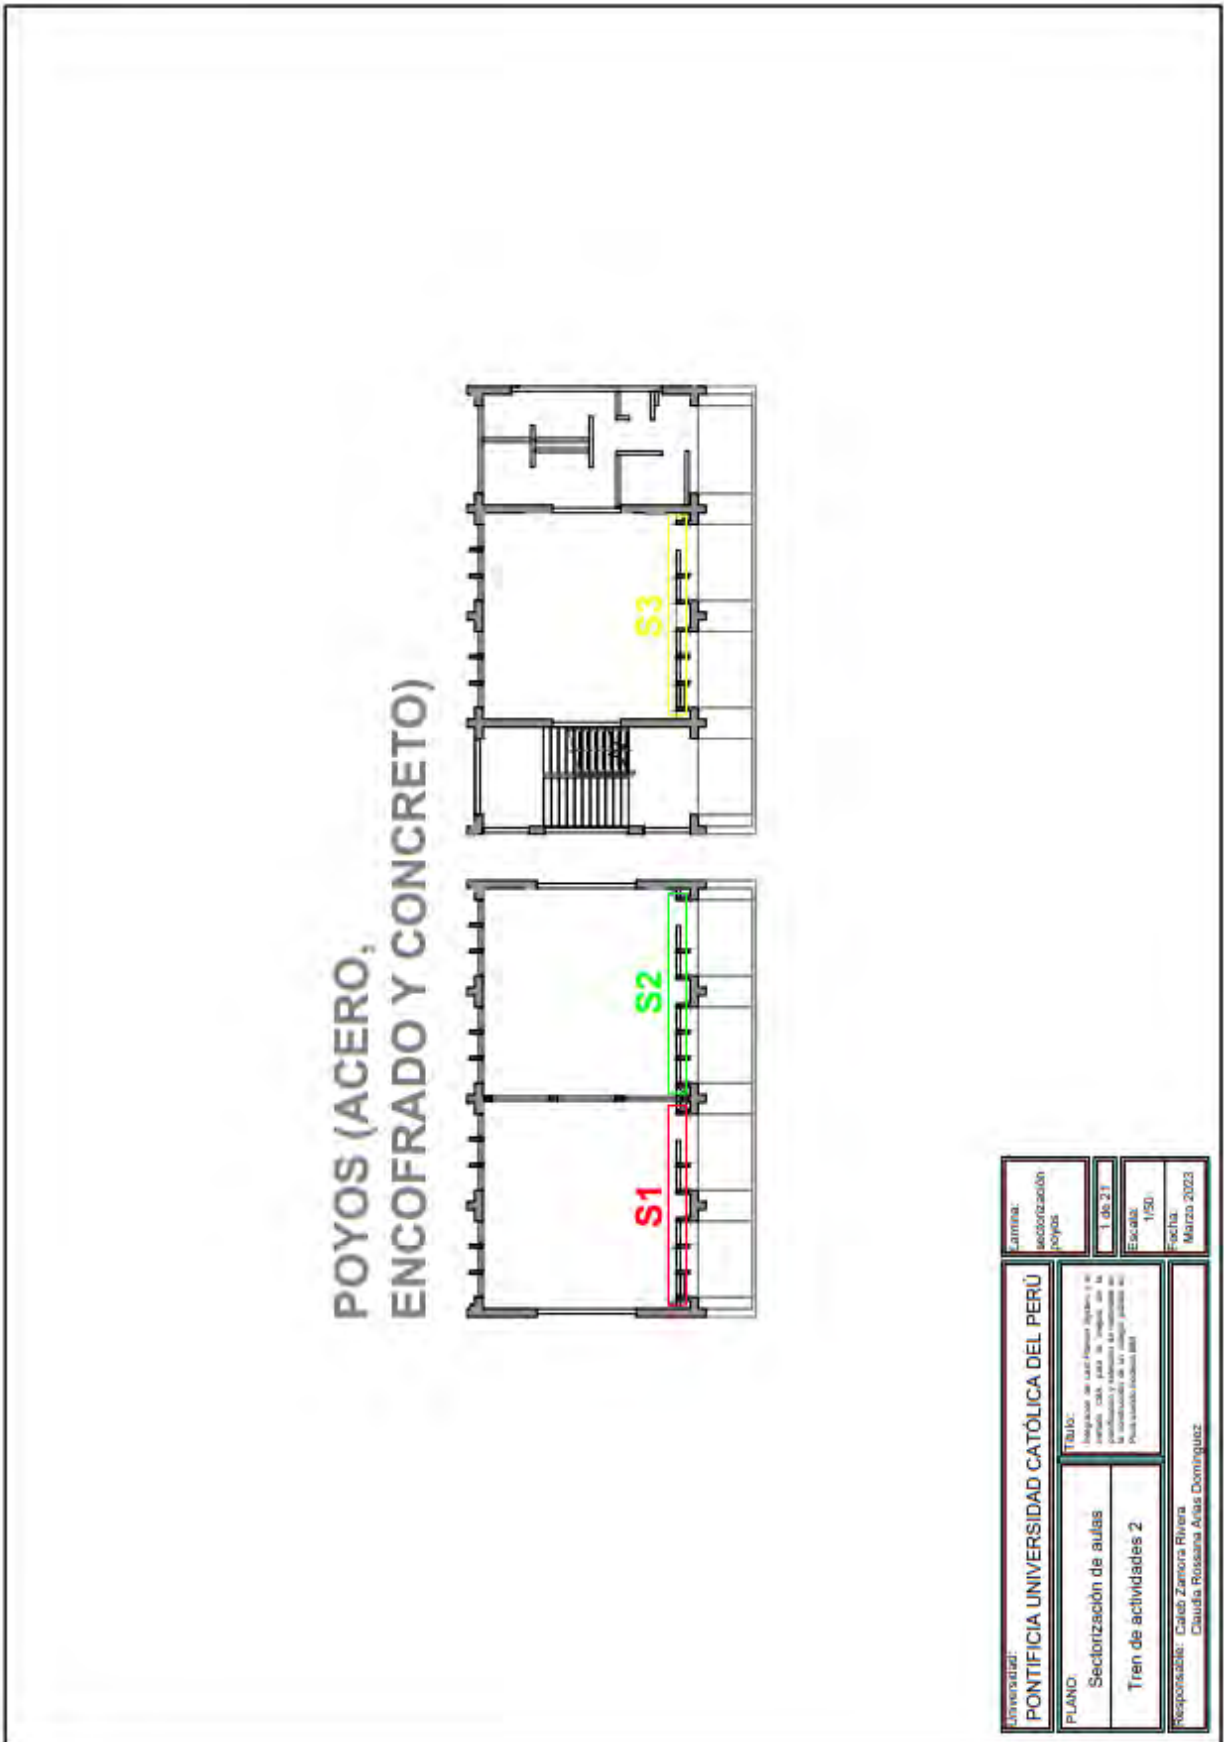 POYOS (ACERO,
ENCOFRADO Y CONCRETO)
S1
S2
S3
Universidad:
PONTIFICIA UNIVERSIDAD CATÓLICA DEL PERÚ
PLANO:
Sectorización de aulas
Tren de actividades 2
Título:
Responsable: Caleb Zamora Rivera
Claudia Rossana Arias Dominguez
Lamina:
sectorización
poyos
1 de 21
Escala:
1/50
Fecha:
Marzo 2023